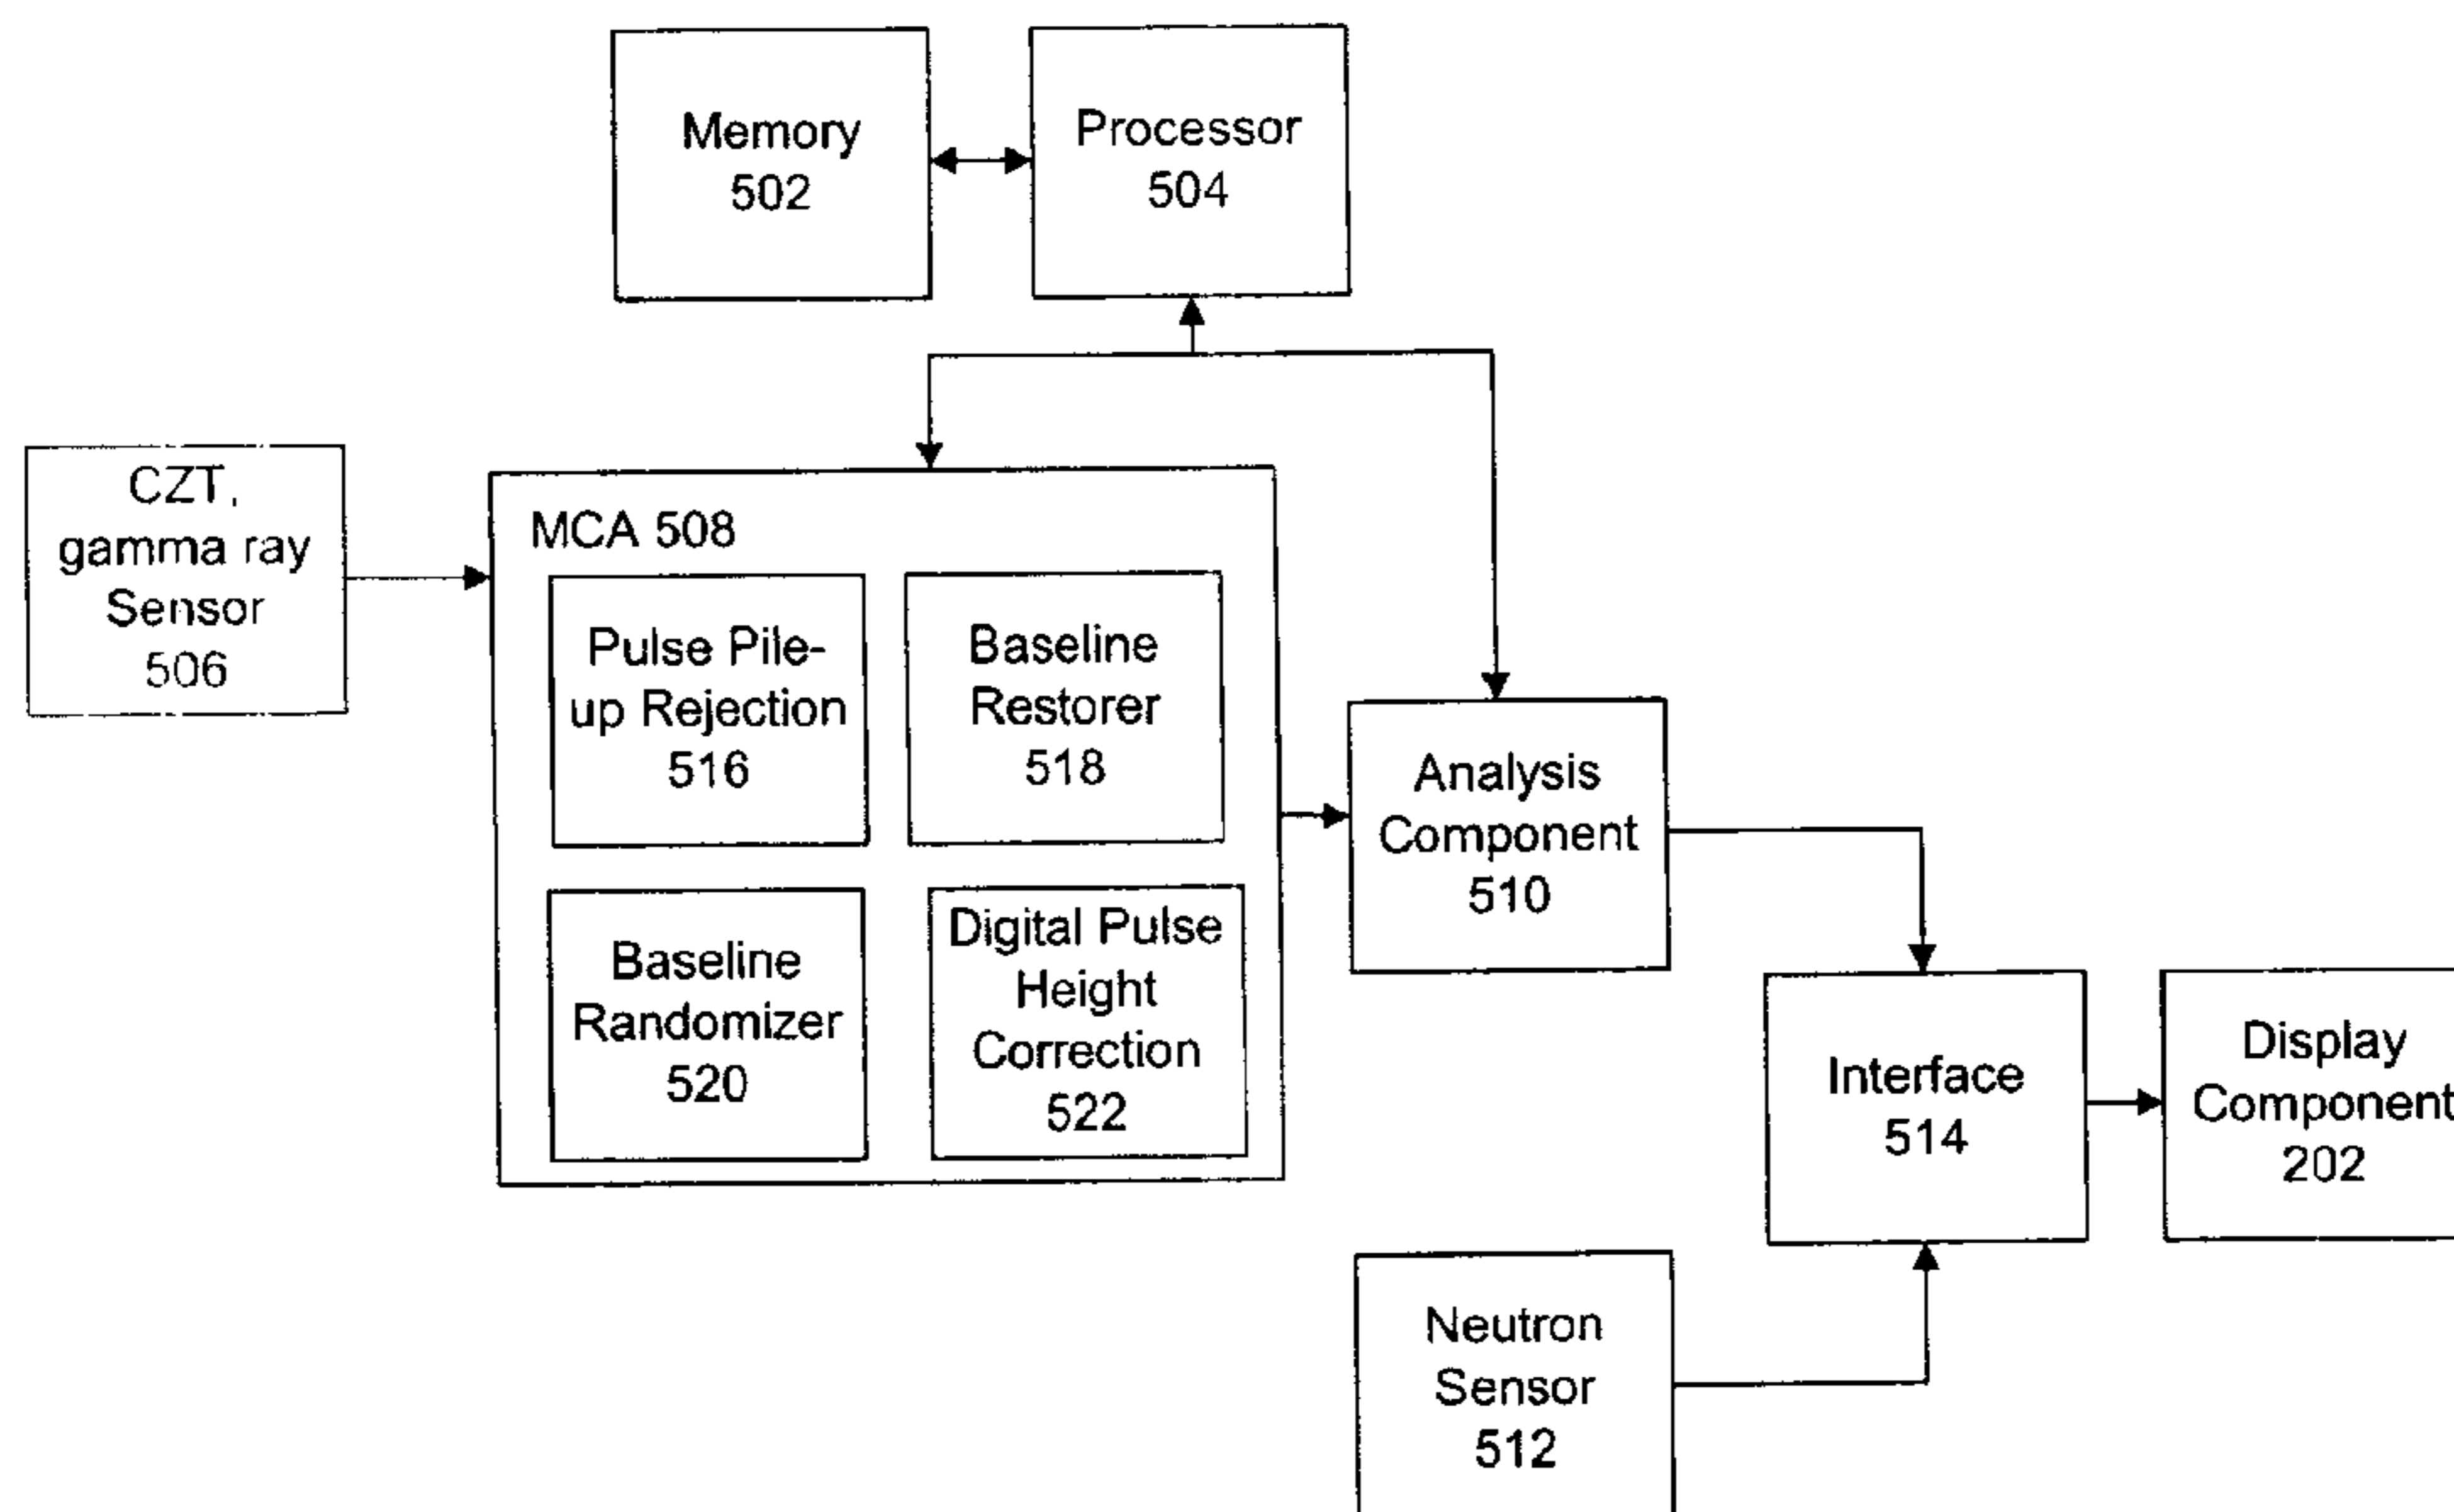 Memory
502
Processor
504
CZT,
gamma ray
Sensor
506
MCA 508
Pulse Pile-
up Rejection
516
Baseline
Restorer
518
Baseline
Randomizer
520
Digital Pulse
Height
Correction
522
Analysis
Component
510
Interface
514
Display
Component
202
Neutron
Sensor
512